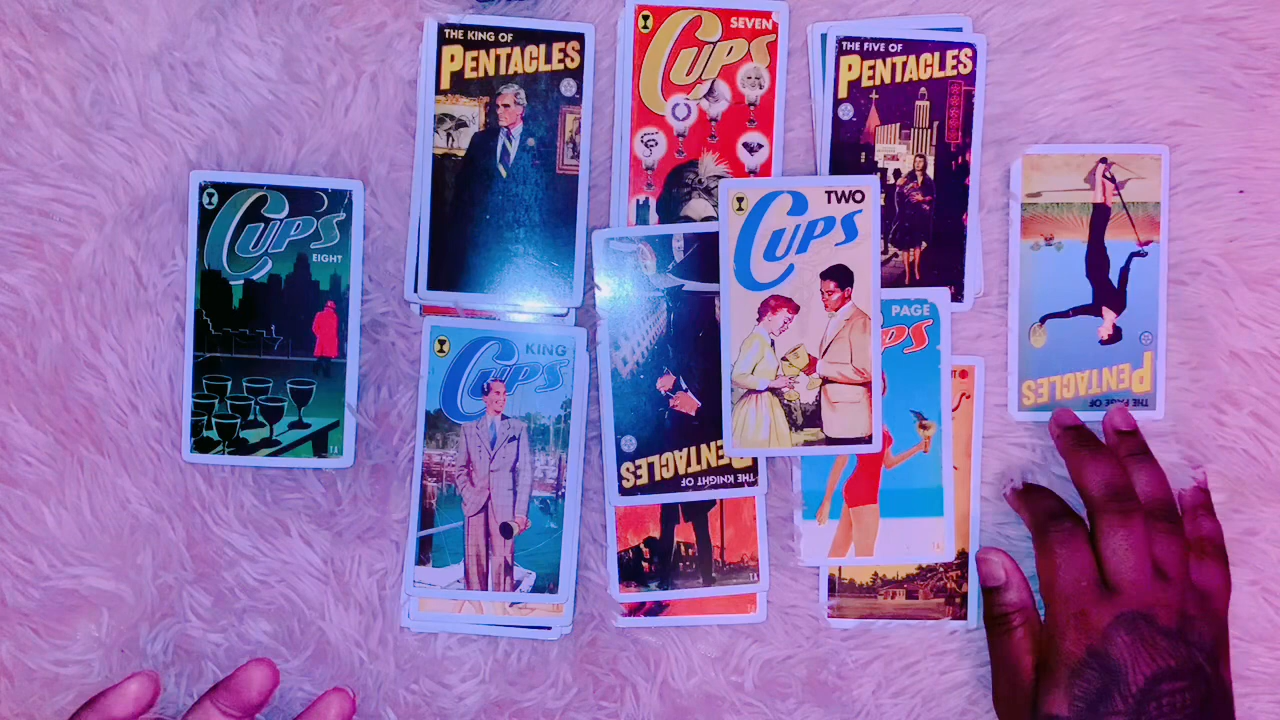 THE KING OF
PENTACLES
SEVEN
CUPS
THE FIVE OF
PENTACLES
CUPS
EIGHT
TWO
CUPS
KING
CUPS
PAGE
PS
THE KNIGHT OF
PENTACLES
THE PAGE OF
PENTACLES